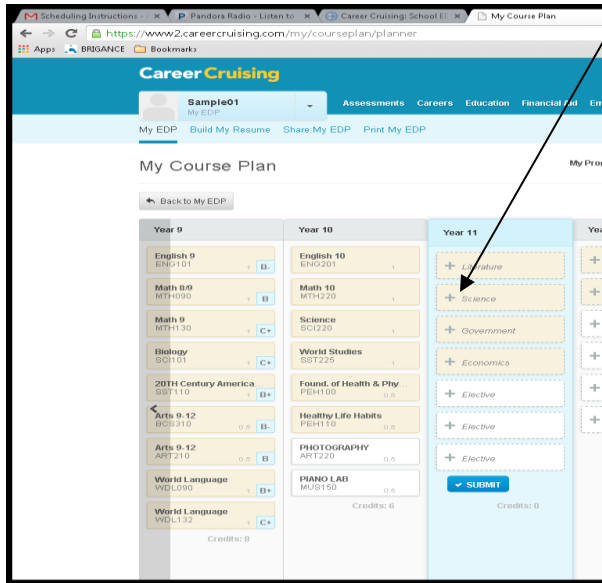 Scheduling Instructions -
Pandora Radio - Listen to
Career Cruising: School E
My Course Plan
https://www2.careercruising.com/my/courseplan/planner
Apps BRIGANCE Bookmarks
Career Cruising
Sample01
My EDP
Assessments Careers Education Financial Aid Em
My EDP Build My Resume Share My EDP Print My EDP
My Course Plan
My Prog
Back to My EDP
Year 9
English 9
ENG101 1 B-
Math 8/9
MTH090 1 B
Math 9
MTH130 1 C+
Biology
SCI101 1 C+
20TH Century America...
SST110 1 B+
Arts 9-12
BCS310 0.5 B-
Arts 9-12
ART210 0.5 B
World Language
WDL090 1 B+
World Language
WDL132 1 C+
Credits: 8
Year 10
English 10
ENG201 1
Math 10
MTH220 1
Science
SCI220 1
World Studies
SST225 1
Found. of Health & Phy...
PEH100 0.5
Healthy Life Habits
PEH110 0.5
PHOTOGRAPHY
ART220 0.5
PIANO LAB
MUS150 0.5
Credits: 6
Year 11
+ Literature
+ Science
+ Government
+ Economics
+ Elective
+ Elective
+ Elective
SUBMIT
Credits: 0
Yea
+
+
+
+
+
+